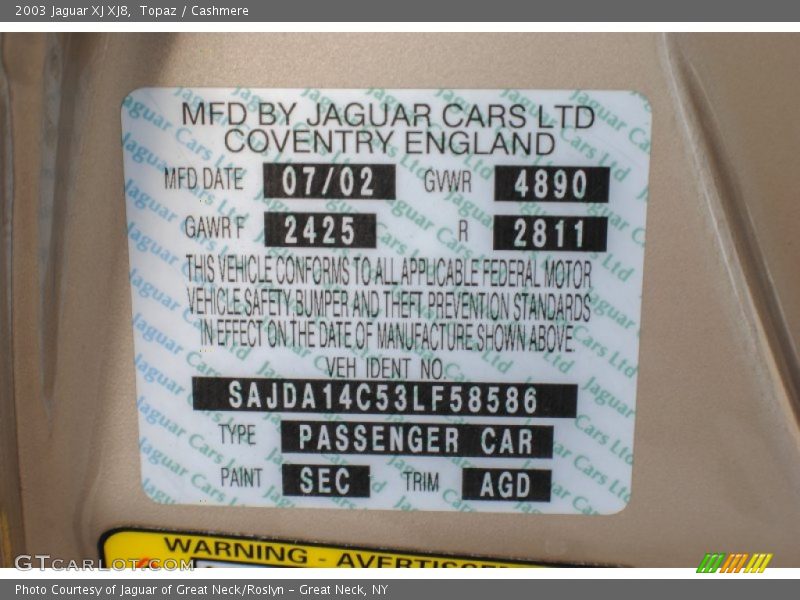 2003 Jaguar XJ XJ8, Topaz / Cashmere
MFD BY JAGUAR CARS LTD
COVENTRY ENGLAND
MFD DATE 07/02 GVWR 4890
GAWR F 2425 R 2811
THIS VEHICLE CONFORMS TO ALL APPLICABLE FEDERAL MOTOR
VEHICLE SAFETY, BUMPER AND THEFT PREVENTION STANDARDS
IN EFFECT ON THE DATE OF MANUFACTURE SHOWN ABOVE.
VEH IDENT NO.
SAJDA14C53LF58586
TYPE PASSENGER CAR
PAINT SEC TRIM AGD
WARNING - 
GTCARLOT.COM
Photo Courtesy of Jaguar of Great Neck/Roslyn – Great Neck, NY